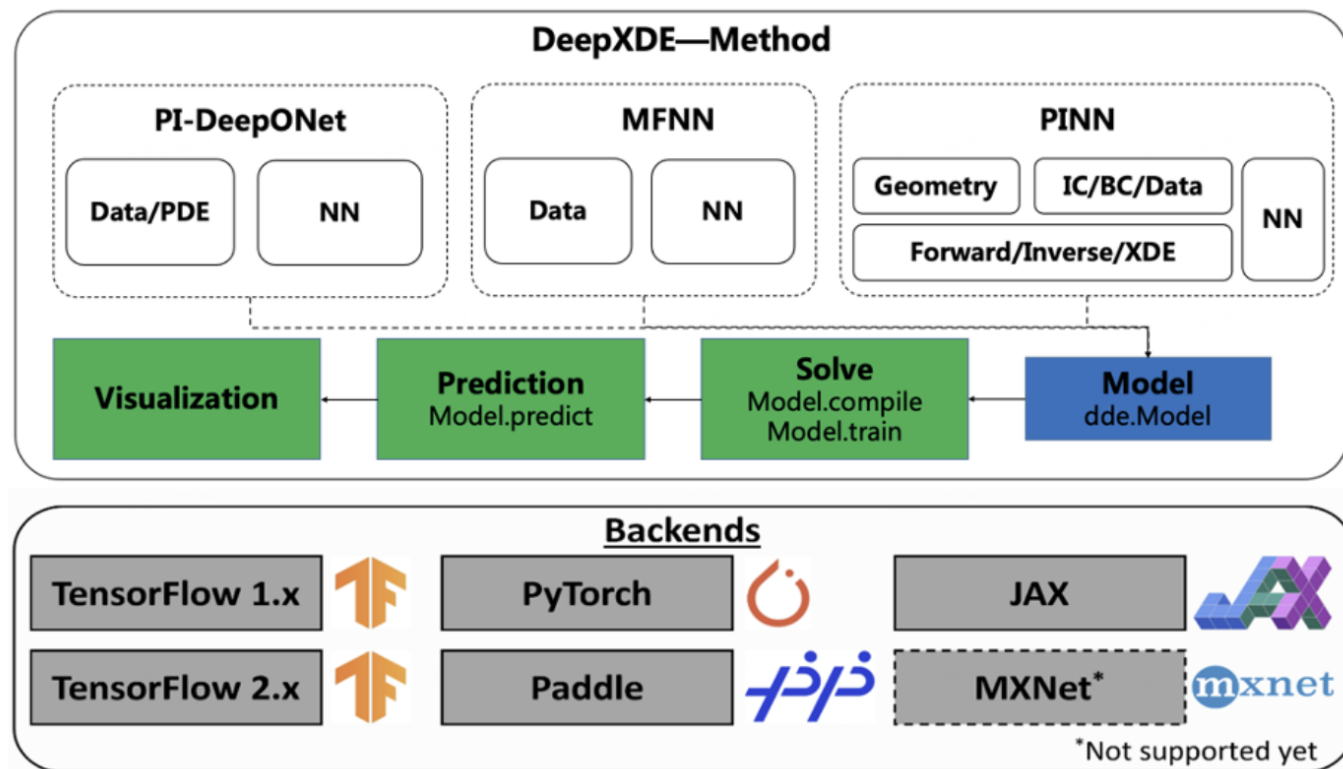 DeepXDE—Method
PI-DeepONet
Data/PDE
NN
MFNN
Data
NN
PINN
Geometry
IC/BC/Data
NN
Forward/Inverse/XDE
Visualization
Prediction
Model.predict
Solve
Model.compile
Model.train
Model
dde.Model
Backends
TensorFlow 1.x
PyTorch
JAX
JAX
TensorFlow 2.x
Paddle
MXNet*
mxnet
*Not supported yet